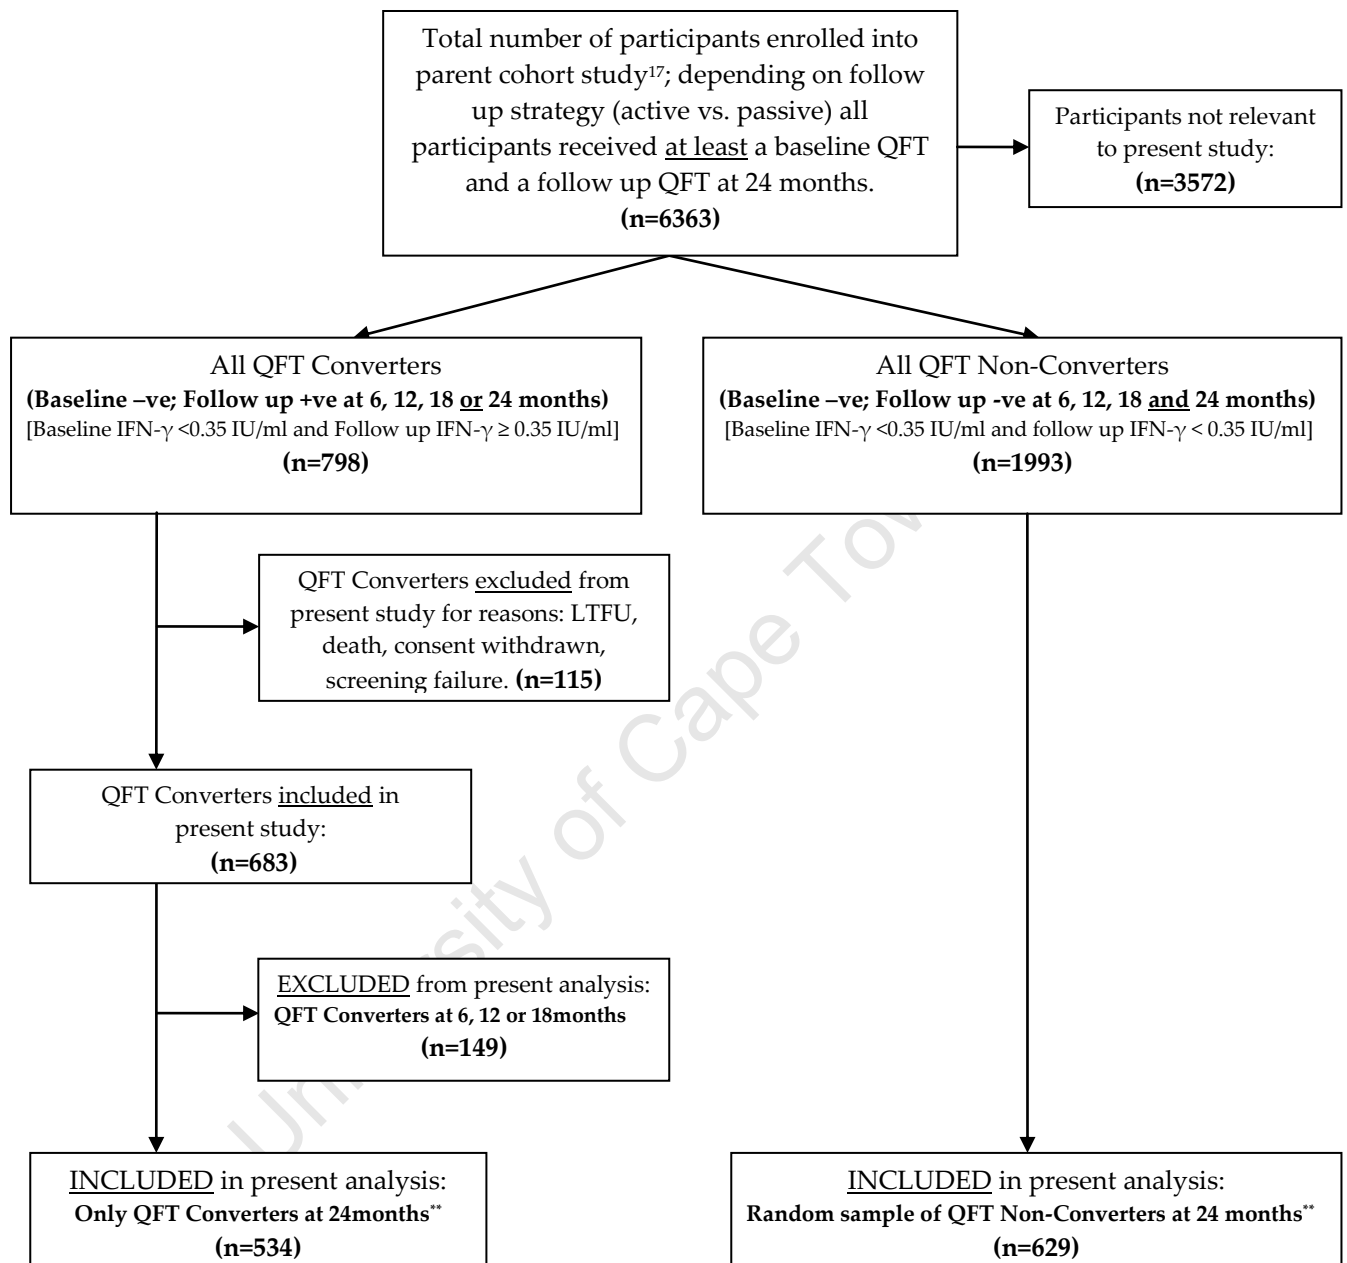 Total number of participants enrolled into
parent cohort study¹⁷; depending on follow
up strategy (active vs. passive) all
participants received at least a baseline QFT
and a follow up QFT at 24 months.
(n=6363)
Participants not relevant
to present study:
(n=3572)
All QFT Converters
(Baseline –ve; Follow up +ve at 6, 12, 18 or 24 months)
[Baseline IFN-γ <0.35 IU/ml and Follow up IFN-γ ≥ 0.35 IU/ml]
(n=798)
All QFT Non-Converters
(Baseline –ve; Follow up -ve at 6, 12, 18 and 24 months)
[Baseline IFN-γ <0.35 IU/ml and follow up IFN-γ < 0.35 IU/ml]
(n=1993)
QFT Converters excluded from
present study for reasons: LTFU,
death, consent withdrawn,
screening failure. (n=115)
QFT Converters included in
present study:
(n=683)
EXCLUDED from present analysis:
QFT Converters at 6, 12 or 18months
(n=149)
INCLUDED in present analysis:
Only QFT Converters at 24months**
(n=534)
INCLUDED in present analysis:
Random sample of QFT Non-Converters at 24 months**
(n=629)
University of Cape Tow